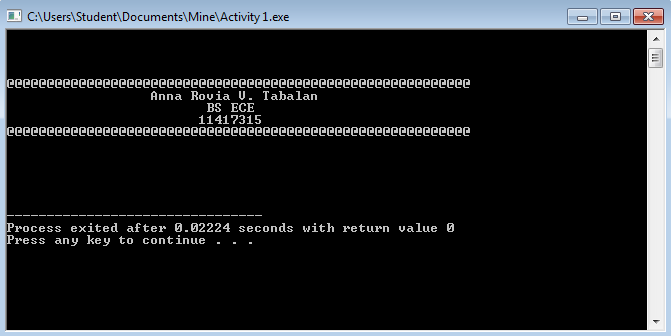 C:\Users\Student\Documents\Mine\Activity 1.exe
@@@@@@@@@@@@@@@@@@@@@@@@@@@@@@@@@@@@@@@@@@@@@@@@@@@@@@@@@@
Anna Rovia V. Tabalan
BS ECE
11417315
@@@@@@@@@@@@@@@@@@@@@@@@@@@@@@@@@@@@@@@@@@@@@@@@@@@@@@@@@@
--------------------------------
Process exited after 0.02224 seconds with return value 0
Press any key to continue . . .